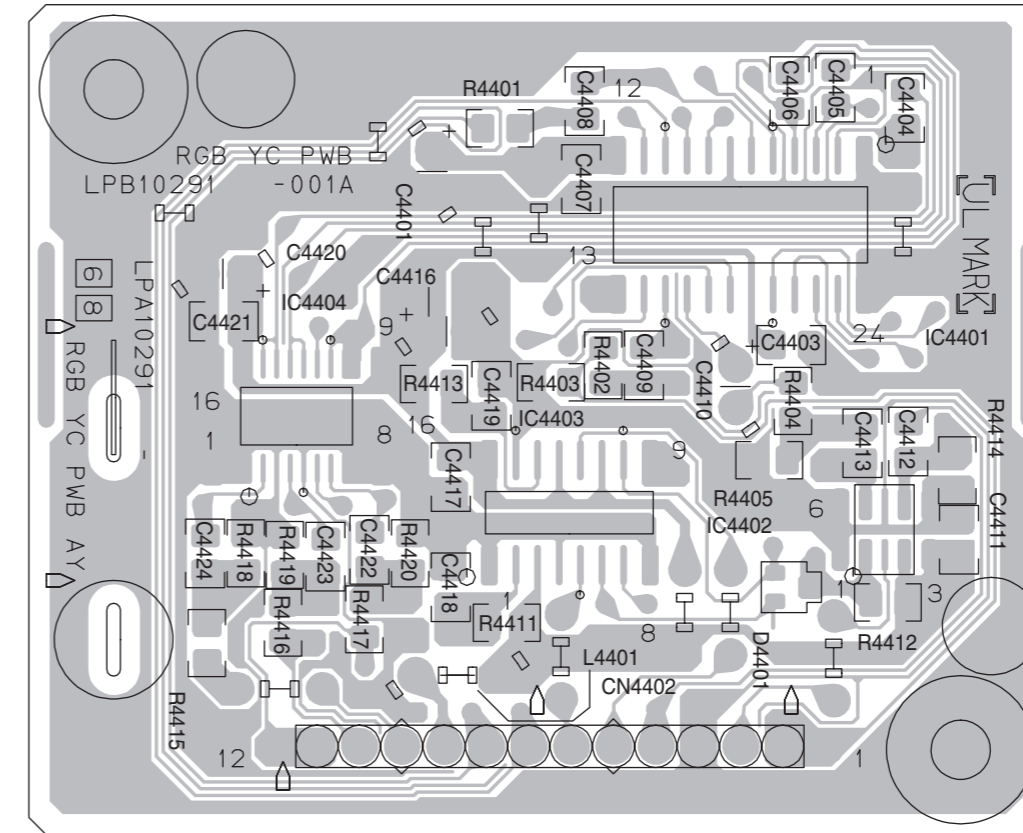 R4401
C4408
12
C4406
C4405
1
C4404
RGB YC PWB
LPB10291 -001A
C4407
[UL MARK]
C4401
C4420
13
C4416
LPA10291 -
6
8
+
IC4404
C4421
+
9
+
C4403
24
IC4401
RGB YC PWB AY
R4413
C4419
R4403
R4402
C4409
C4410
R4404
16
16
IC4403
1
8
C4413
C4412
R4414
9
C4417
R4405
6
IC4402
C4411
C4424
R4418
R4419
C4423
C4422
R4420
C4418
1
1
3
R4416
R4417
R4411
8
R4412
L4401
D4401
CN4402
R4415
12
1
+